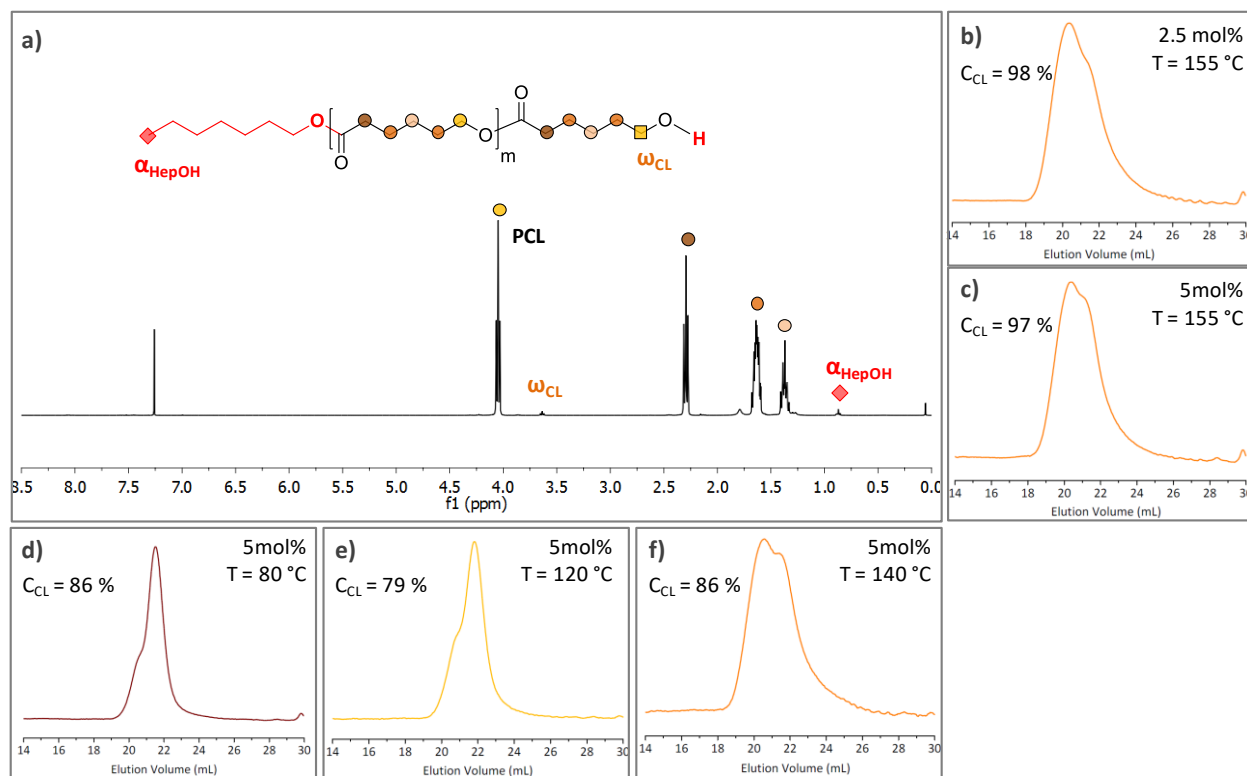 a)
O
O
O
O
H
O
m
α_HepOH
ω_CL
PCL
ω_CL
α_HepOH
8.5 8.0 7.5 7.0 6.5 6.0 5.5 5.0 4.5 4.0 3.5 3.0 2.5 2.0 1.5 1.0 0.5 0.0
f1 (ppm)
b)
2.5 mol%
T = 155 °C
C_CL = 98 %
14 16 18 20 22 24 26 28 30
Elution Volume (mL)
c)
5mol%
T = 155 °C
C_CL = 97 %
14 16 18 20 22 24 26 28 30
Elution Volume (mL)
d)
5mol%
T = 80 °C
C_CL = 86 %
14 16 18 20 22 24 26 28 30
Elution Volume (mL)
e)
5mol%
T = 120 °C
C_CL = 79 %
14 16 18 20 22 24 26 28 30
Elution Volume (mL)
f)
5mol%
T = 140 °C
C_CL = 86 %
14 16 18 20 22 24 26 28 30
Elution Volume (mL)